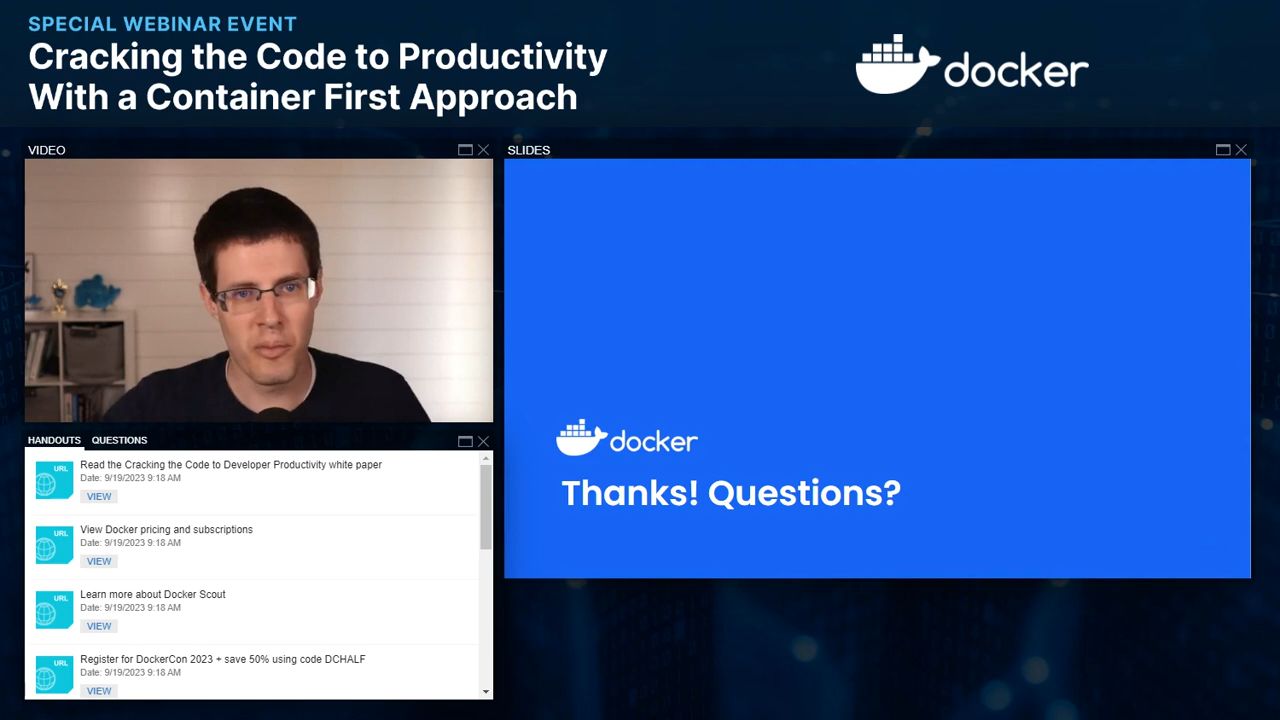 SPECIAL WEBINAR EVENT
Cracking the Code to Productivity
With a Container First Approach
docker
VIDEO
SLIDES
docker
Thanks! Questions?
HANDOUTS QUESTIONS
URL
Read the Cracking the Code to Developer Productivity white paper
Date: 9/19/2023 9:18 AM
VIEW
URL
View Docker pricing and subscriptions
Date: 9/19/2023 9:18 AM
VIEW
URL
Learn more about Docker Scout
Date: 9/19/2023 9:18 AM
VIEW
URL
Register for DockerCon 2023 + save 50% using code DCHALF
Date: 9/19/2023 9:18 AM
VIEW